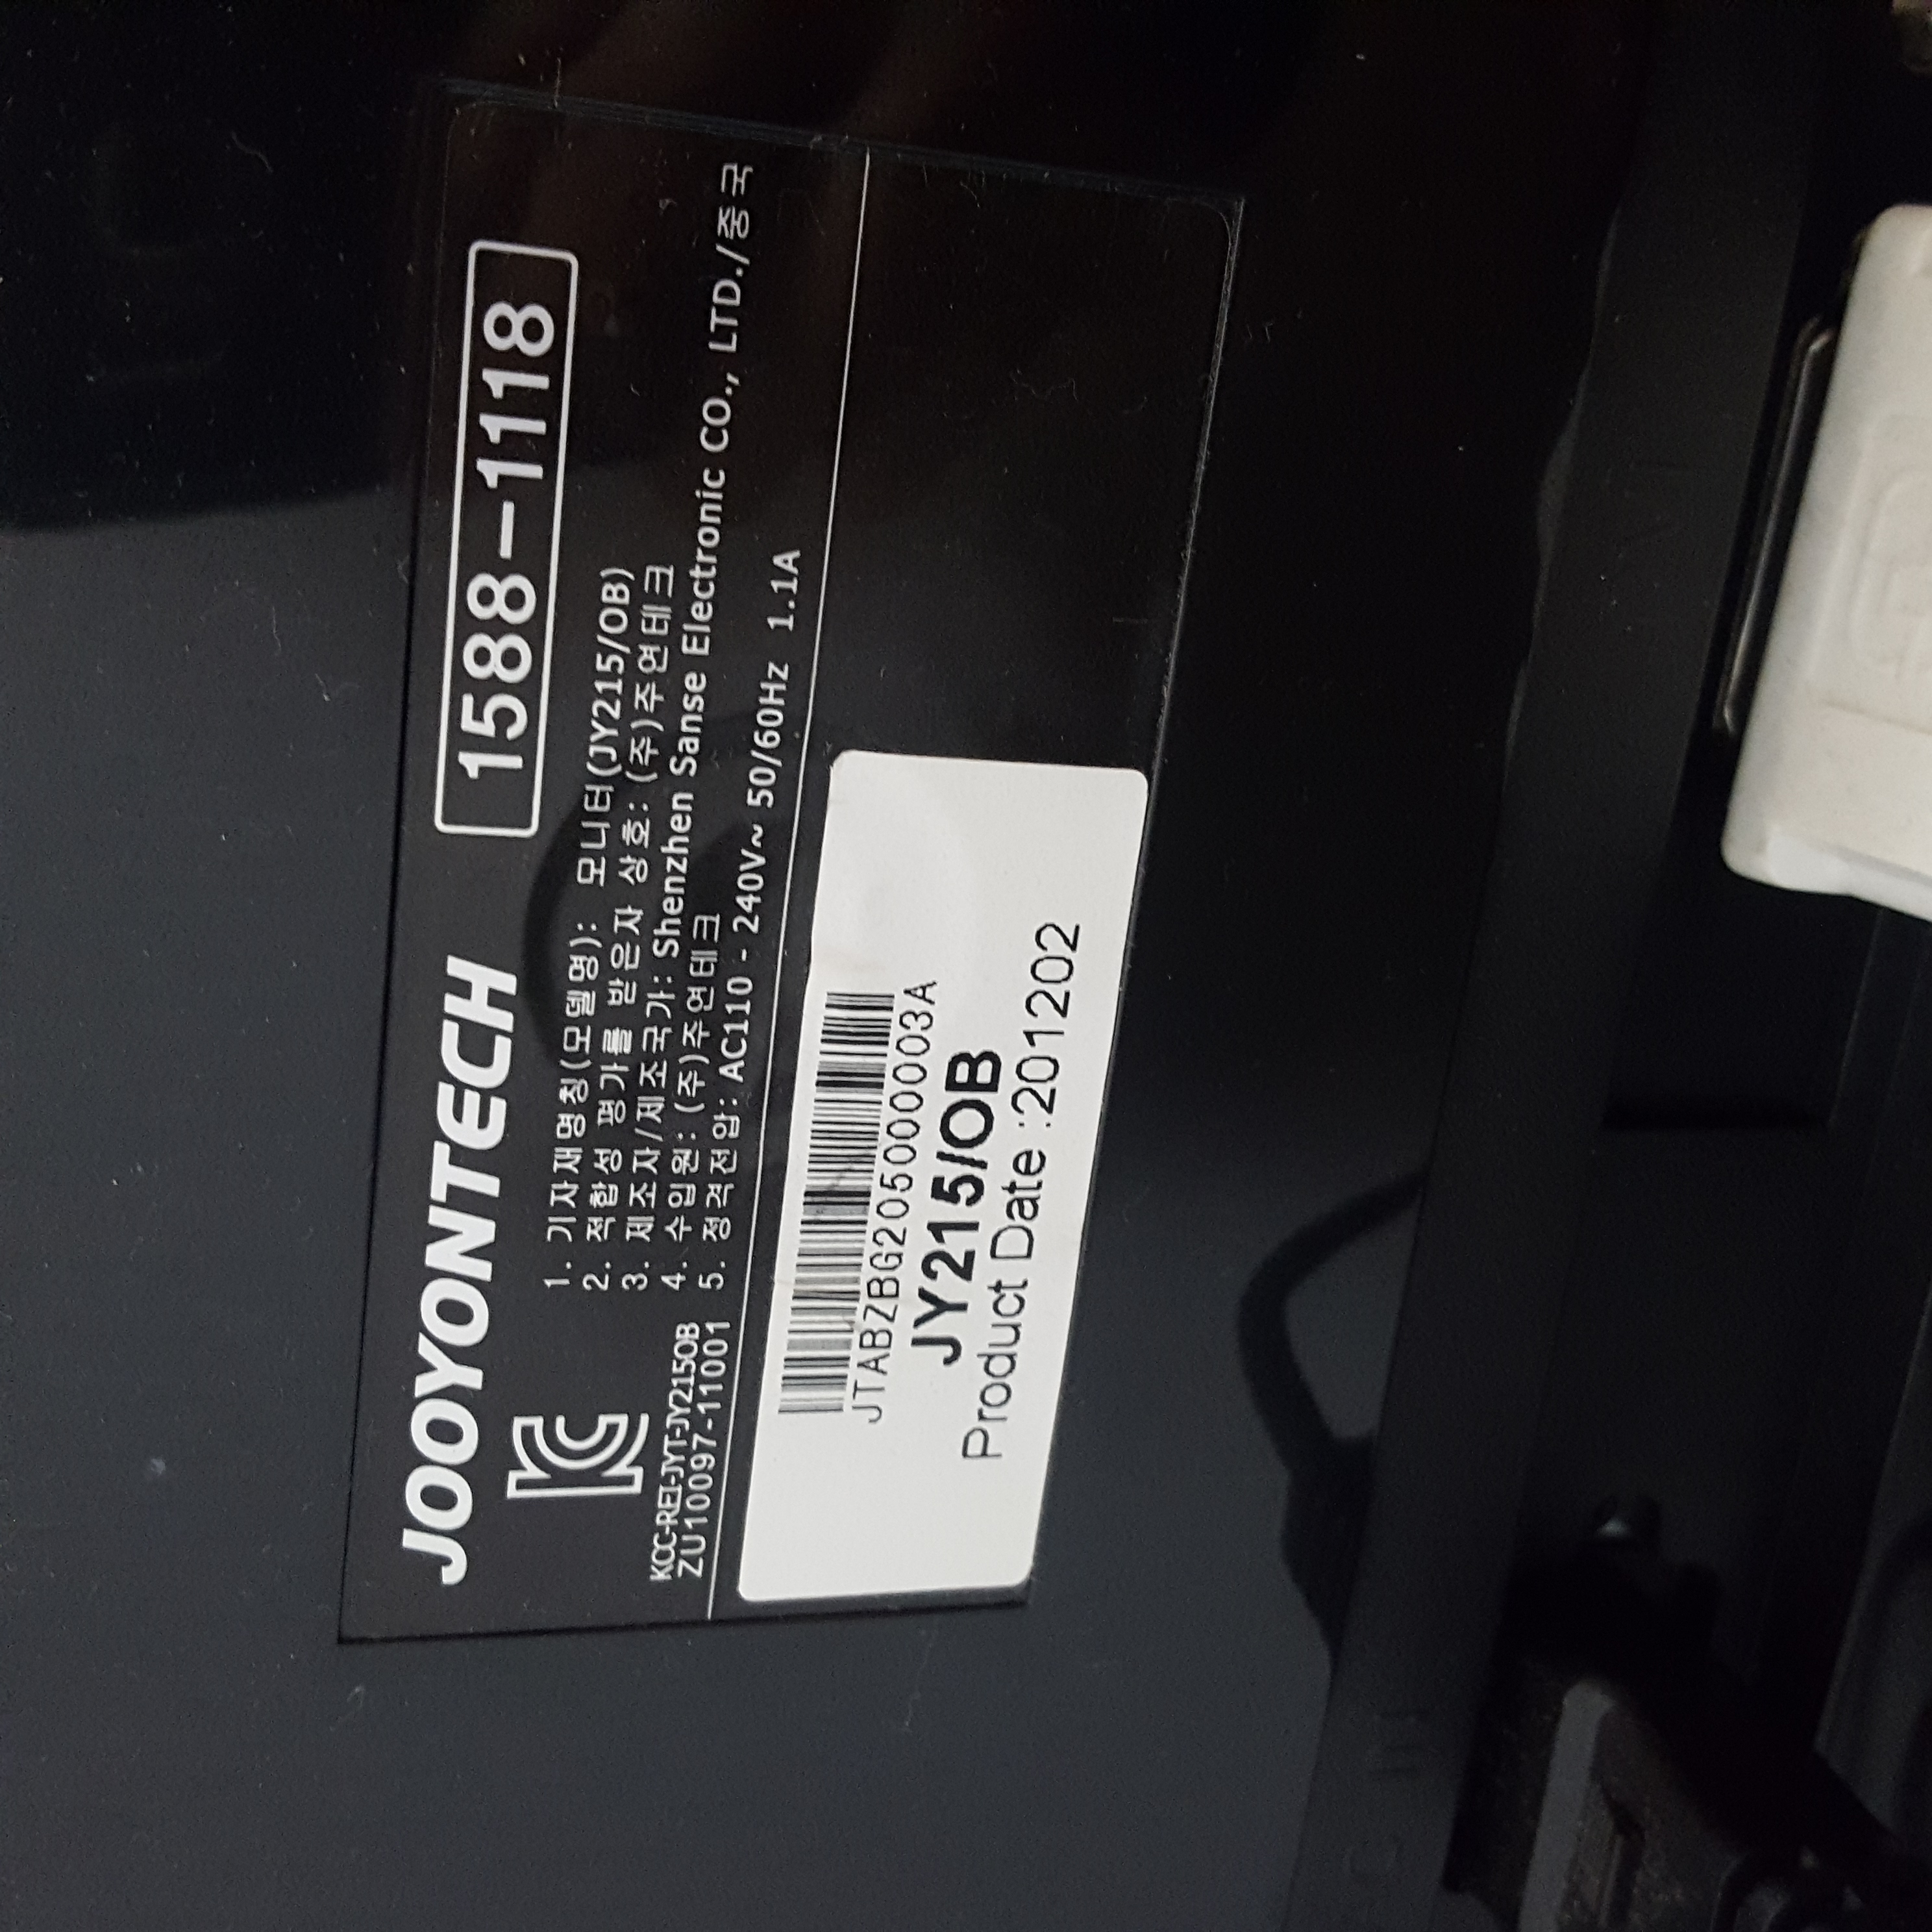 JOOYONTECH 1588-1118
1. 기자재명칭(모델명): 모니터(JY215/OB)
2. 적합성 평가를 받은자 상호: (주)주연테크
3. 제조자/제조국가: Shenzhen Sanse Electronic CO., LTD./중국
4. 수입원: (주)주연테크
5. 정격전압: AC110 - 240V~ 50/60Hz 1.1A
KCC-REI-JYT-JY215OB
ZU10097-11001
JTABZBG20500003A
JY215/OB
Product Date :201202